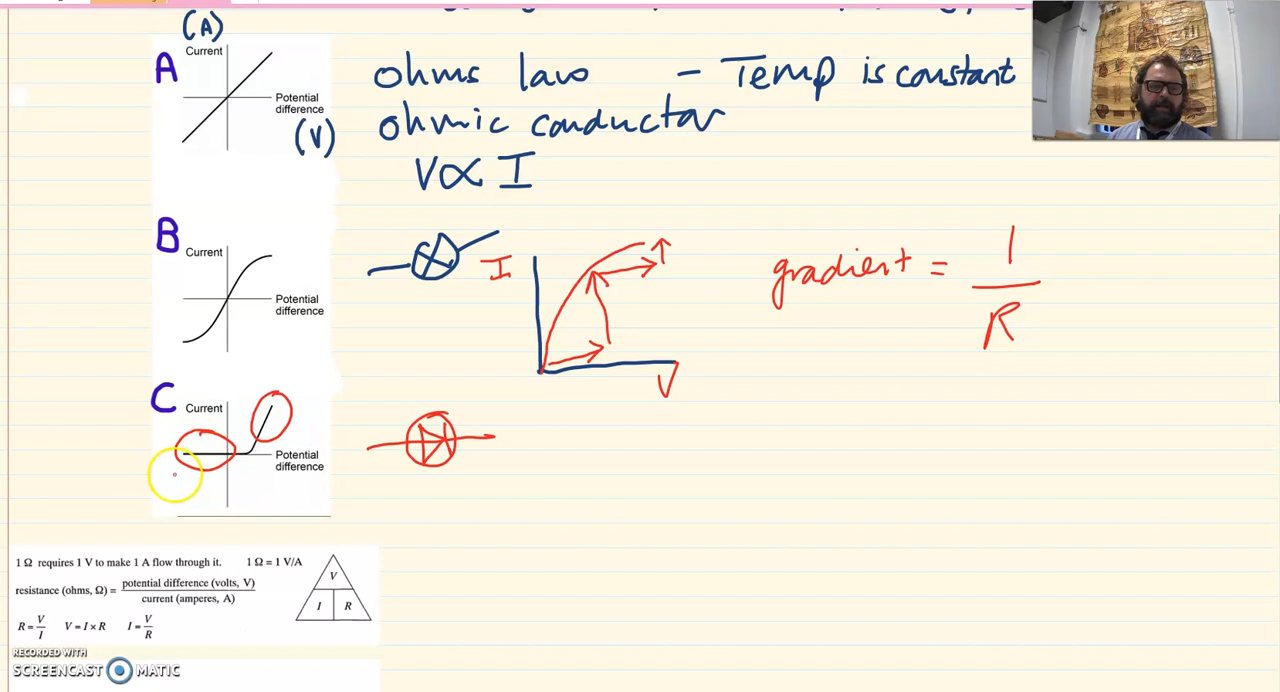 (A)
A
Current
Potential
difference
(V)
ohms law - Temp is constant
ohmic conductor
V∝ I
B
Current
Potential
difference
I
V
gradient = 1
R
C
Current
Potential
difference
1 Ω requires 1 V to make 1 A flow through it. 1 Ω = 1 V/A
resistance (ohms, Ω) = potential difference (volts, V)
current (amperes, A)
R = V/I V = I × R I = V/R
V
I R
RECORDED WITH
SCREENCAST MATIC